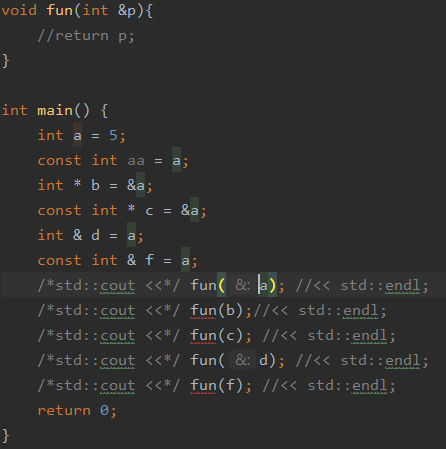 void fun(int &p){
    //return p;
}

int main() {
    int a = 5;
    const int aa = a;
    int * b = &a;
    const int * c = &a;
    int & d = a;
    const int & f = a;
    /*std::cout <<*/ fun( &: a); //<< std::endl;
    /*std::cout <<*/ fun(b);//<< std::endl;
    /*std::cout <<*/ fun(c); //<< std::endl;
    /*std::cout <<*/ fun( &: d); //<< std::endl;
    /*std::cout <<*/ fun(f); //<< std::endl;
    return 0;
}